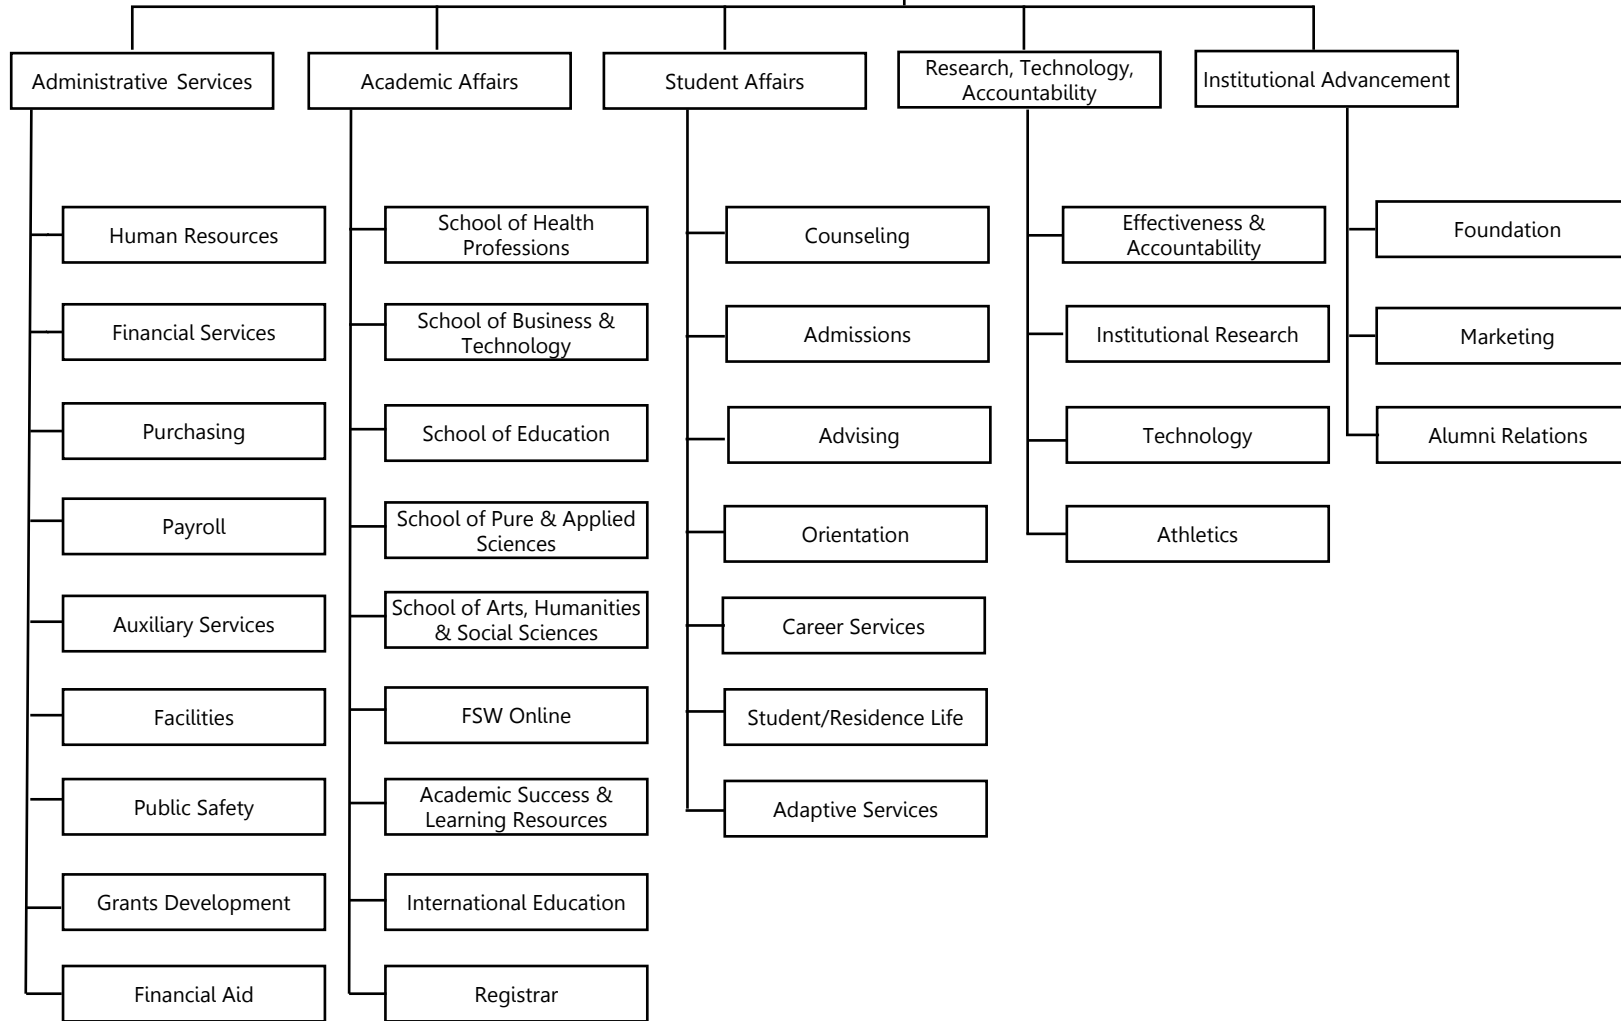 Administrative Services
Academic Affairs
Student Affairs
Research, Technology,
Accountability
Institutional Advancement
Human Resources
Financial Services
Purchasing
Payroll
Auxiliary Services
Facilities
Public Safety
Grants Development
Financial Aid
School of Health
Professions
School of Business &
Technology
School of Education
School of Pure & Applied
Sciences
School of Arts, Humanities
& Social Sciences
FSW Online
Academic Success &
Learning Resources
International Education
Registrar
Counseling
Admissions
Advising
Orientation
Career Services
Student/Residence Life
Adaptive Services
Effectiveness &
Accountability
Institutional Research
Technology
Athletics
Foundation
Marketing
Alumni Relations